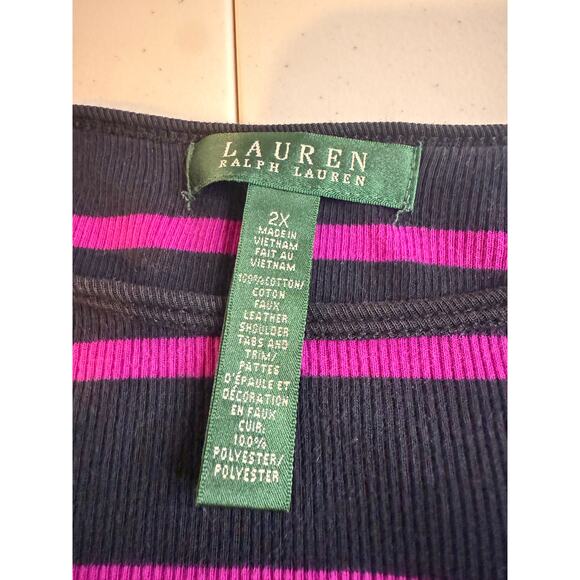 LAUREN
RALPH LAUREN
2X
MADE IN
VIETNAM
FAIT AU
VIETNAM
100% COTTON/
COTON
FAUX
LEATHER
SHOULDER
TABS AND
TRIM/
PATTES
D'ÉPAULE ET
DÉCORATION
EN FAUX
CUIR:
100%
POLYESTER/
POLYESTER